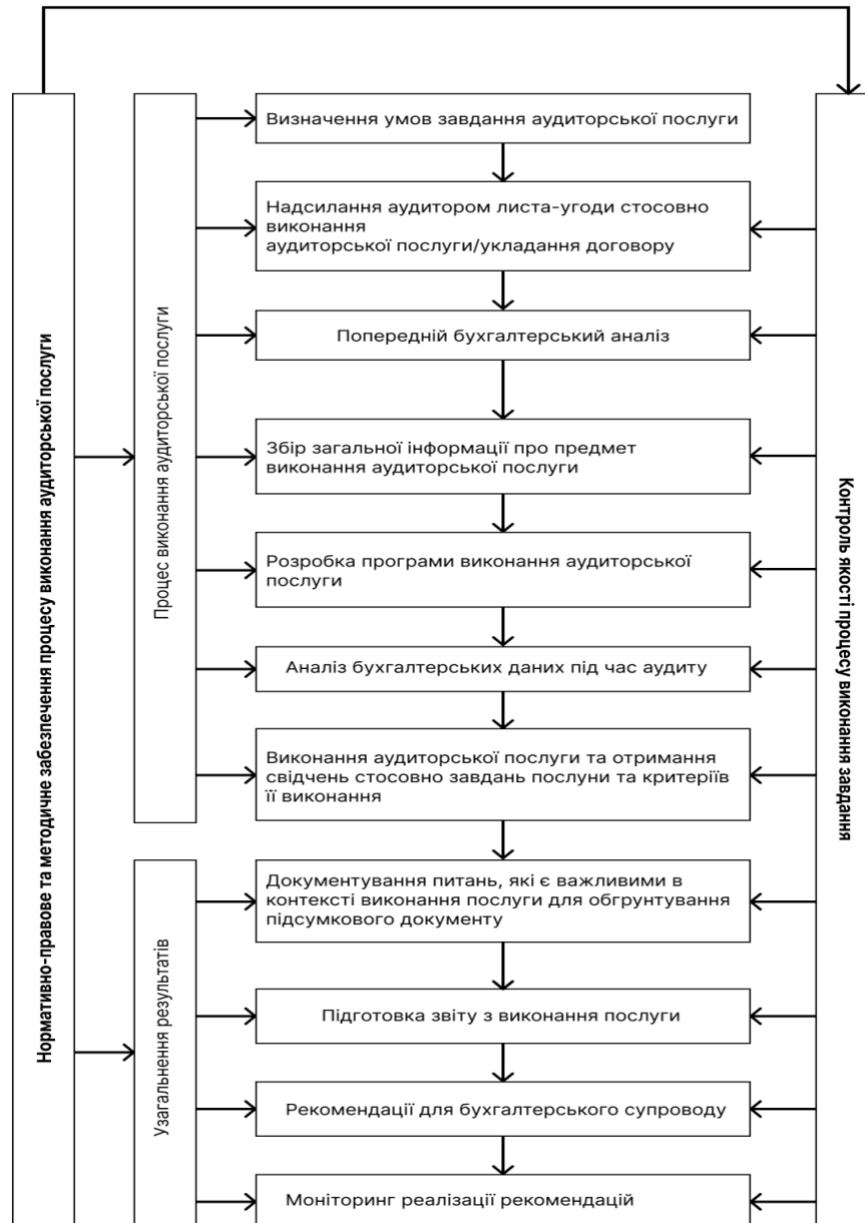 Нормативно-правове та методичне забезпечення процесу виконання аудиторської послуги
Процес виконання аудиторської послуги
Визначення умов завдання аудиторської послуги
Надсилання аудитором листа-угоди стосовно
виконання
аудиторської послуги/укладання договору
Попередній бухгалтерський аналіз
Збір загальної інформації про предмет
виконання аудиторської послуги
Розробка програми виконання аудиторської
послуги
Аналіз бухгалтерських даних під час аудиту
Виконання аудиторської послуги та отримання
свідчень стосовно завдань послуни та критеріїв
її виконання
Узагальнення результатів
Документування питань, які є важливими в
контексті виконання послуги для обгрунтування
підсумкового документу
Підготовка звіту з виконання послуги
Рекомендації для бухгалтерського супроводу
Моніторинг реалізації рекомендацій
Контроль якості процесу виконання завдання